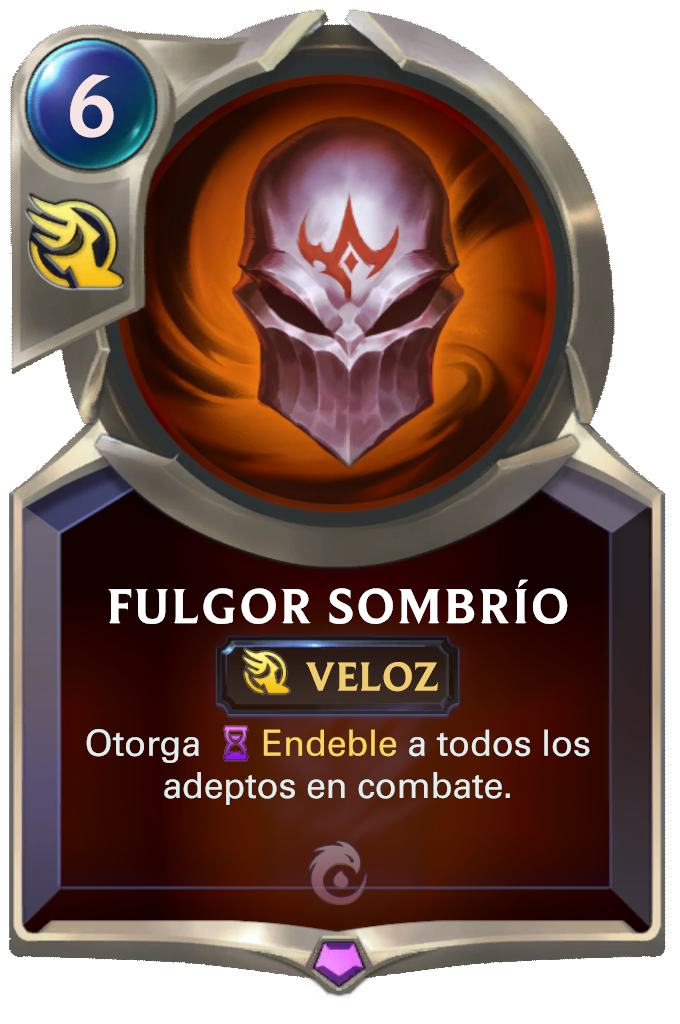 6
FULGOR SOMBRÍO
VELOZ
Otorga Endeble a todos los
adeptos en combate.